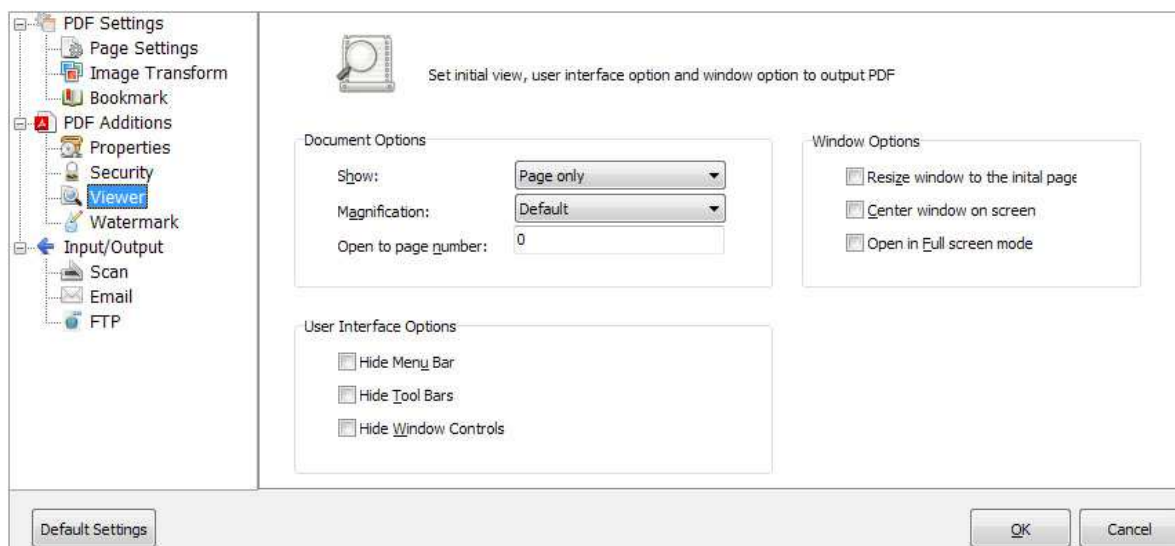 PDF Settings
Page Settings
Image Transform
Bookmark
PDF Additions
Properties
Security
Viewer
Watermark
Input/Output
Scan
Email
FTP
Set initial view, user interface option and window option to output PDF
Document Options
Show:
Page only
Magnification:
Default
Open to page number:
0
Window Options
Resize window to the inital page
Center window on screen
Open in Full screen mode
User Interface Options
Hide Menu Bar
Hide Tool Bars
Hide Window Controls
Default Settings
OK
Cancel